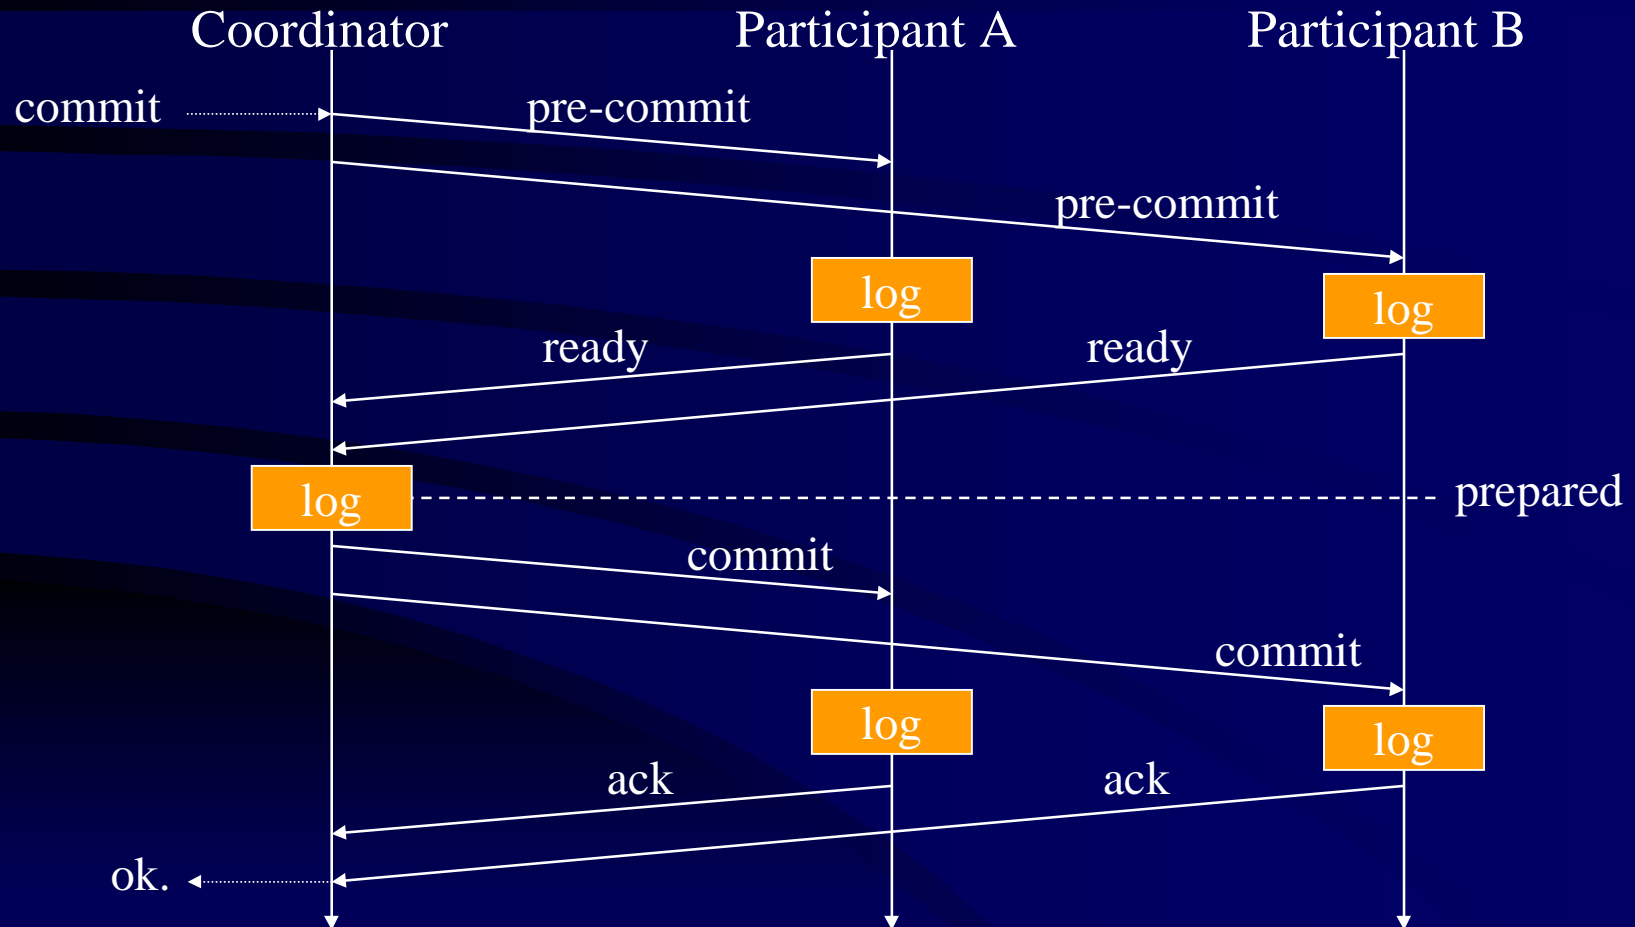 Coordinator
Participant A
Participant B
commit
pre-commit
pre-commit
log
log
ready
ready
log
prepared
commit
commit
log
log
ack
ack
ok.